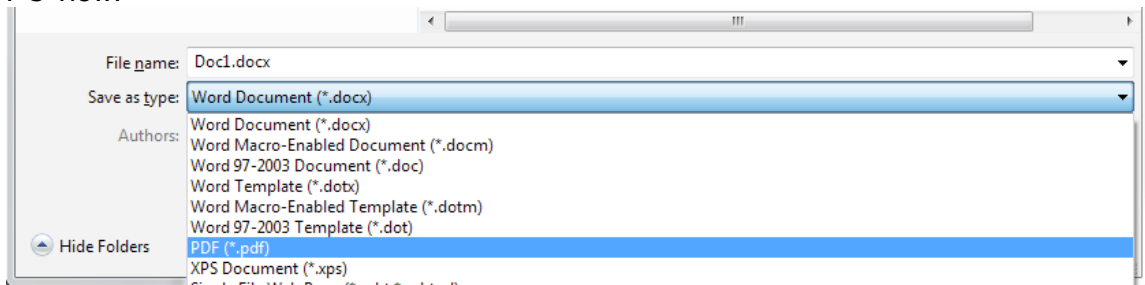 File name: Doc1.docx
Save as type: Word Document (*.docx)
Authors:
Word Document (*.docx)
Word Macro-Enabled Document (*.docm)
Word 97-2003 Document (*.doc)
Word Template (*.dotx)
Word Macro-Enabled Template (*.dotm)
Word 97-2003 Template (*.dot)
Hide Folders
PDF (*.pdf)
XPS Document (*.xps)